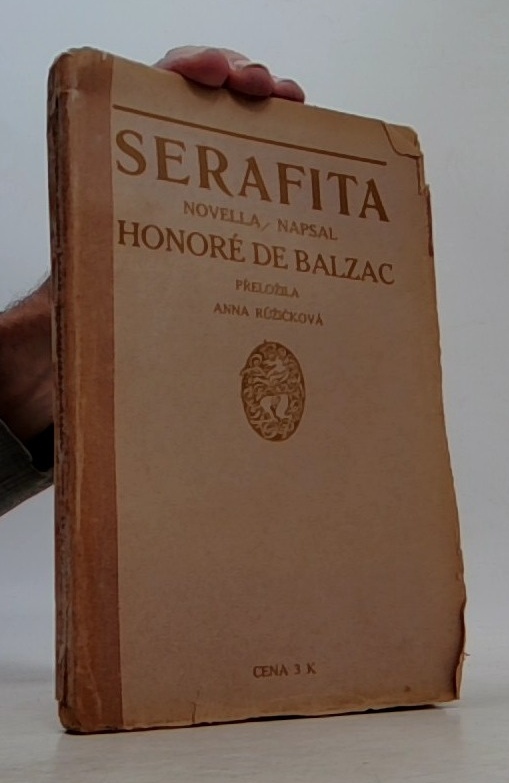 SERAFITA
NOVELLA, NAPSAL
HONORÉ DE BALZAC
PŘELOŽILA
ANNA RŮŽIČKOVÁ
CENA 3 K